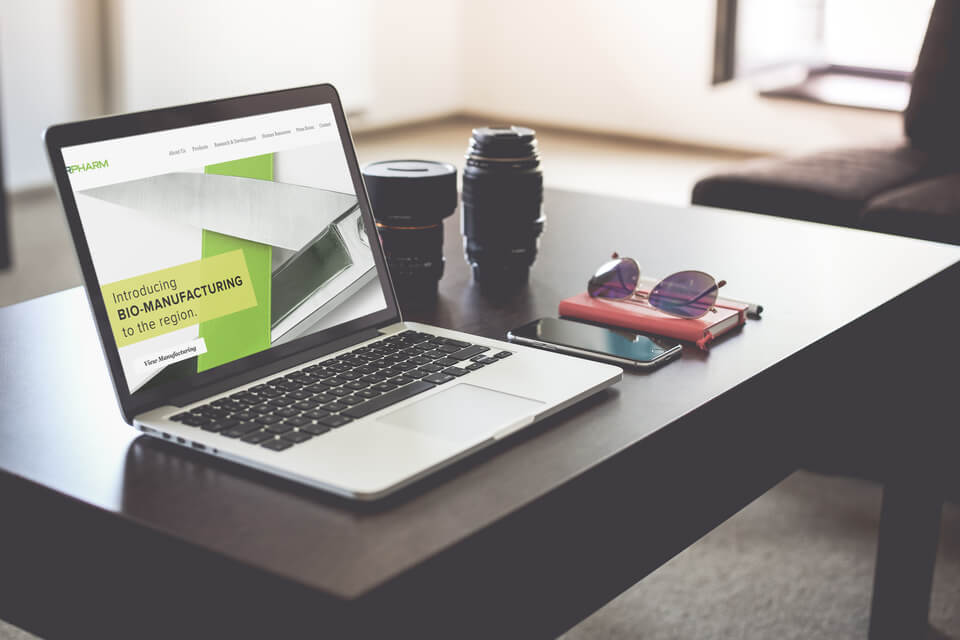 RPHARM
About Us Products Research & Development Human Resources Press Room Contact
Introducing
BIO-MANUFACTURING
to the region.
View Manufacturing